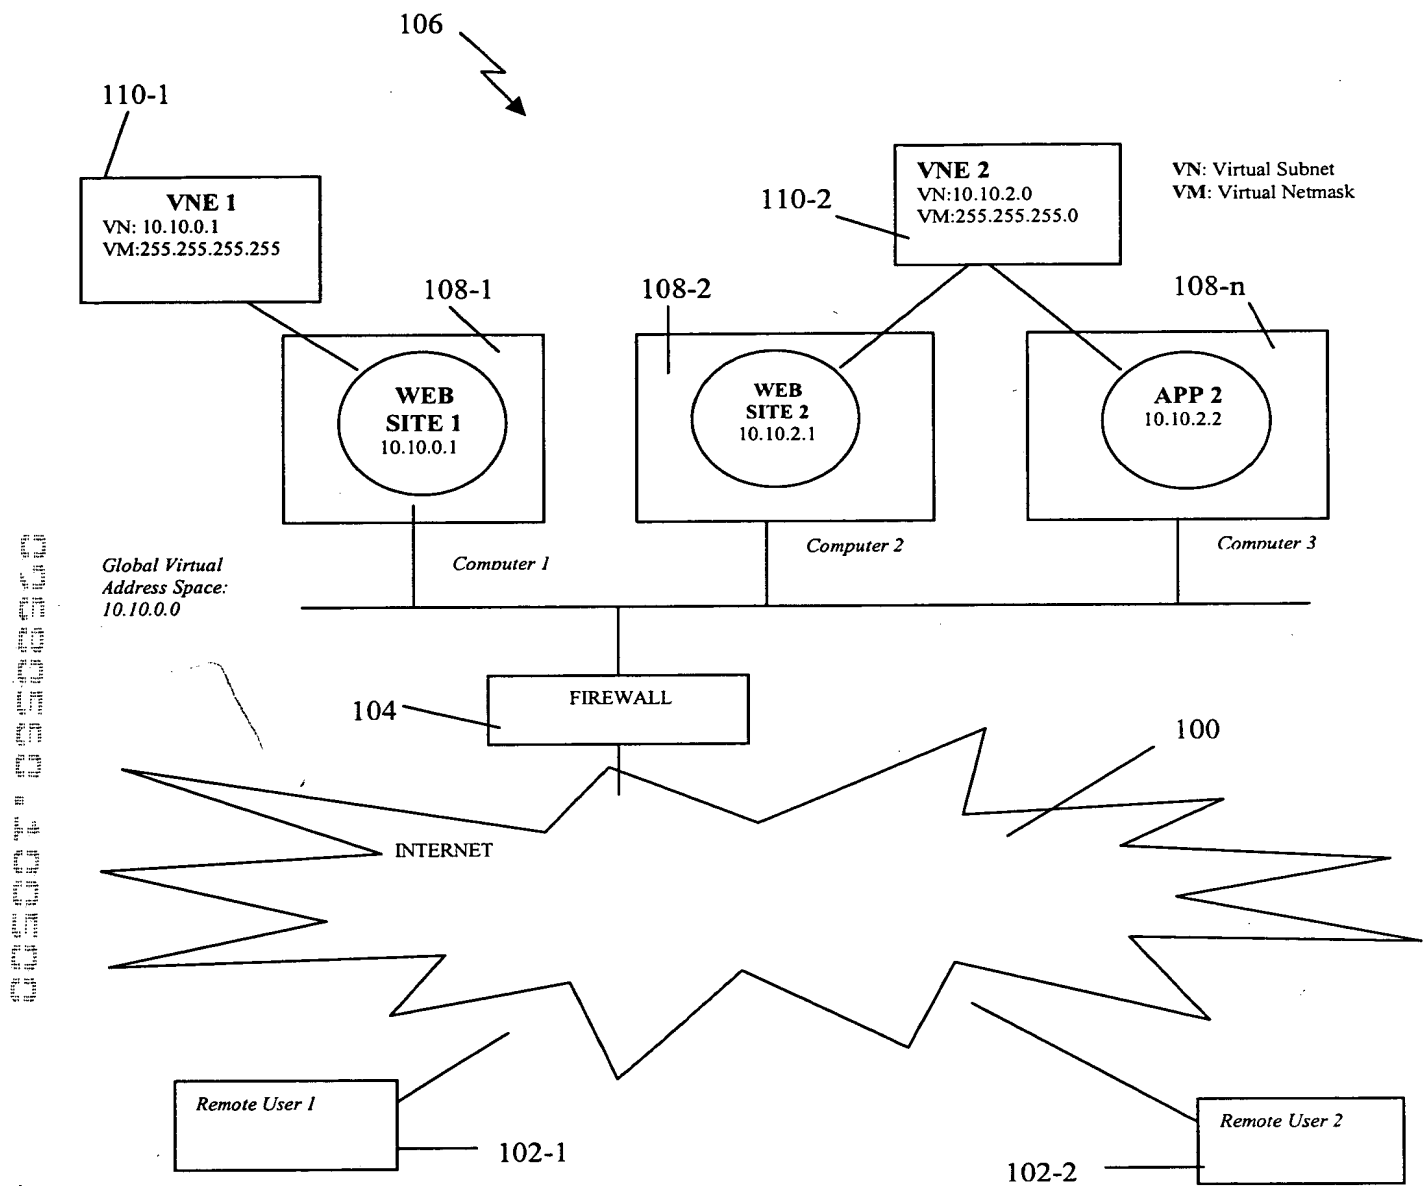 106
110-1
VNE 1
VN: 10.10.0.1
VM:255.255.255.255
VNE 2
VN:10.10.2.0
VM:255.255.255.0
110-2
VN: Virtual Subnet
VM: Virtual Netmask
108-1
108-2
108-n
WEB
SITE 1
10.10.0.1
WEB
SITE 2
10.10.2.1
APP 2
10.10.2.2
Computer 1
Computer 2
Computer 3
Global Virtual
Address Space:
10.10.0.0
FIREWALL
104
100
INTERNET
Remote User 1
102-1
Remote User 2
102-2